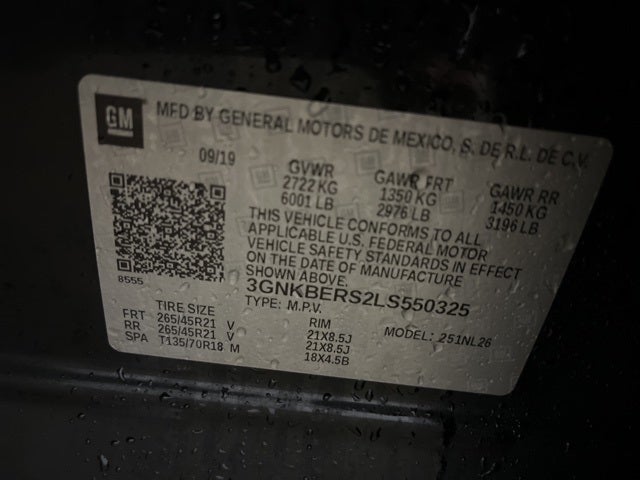 GM MFD BY GENERAL MOTORS DE MEXICO, S. DE R.L. DE C.V.
09/19 GVWR GAWR FRT GAWR RR
2722 KG 1350 KG 1450 KG
6001 LB 2976 LB 3196 LB
THIS VEHICLE CONFORMS TO ALL
APPLICABLE U.S. FEDERAL MOTOR
VEHICLE SAFETY STANDARDS IN EFFECT
ON THE DATE OF MANUFACTURE
SHOWN ABOVE.
8555
3GNKBERS2LS550325
TYPE: M.P.V. MODEL: 251NL26
TIRE SIZE RIM
FRT 265/45R21 V 21X8.5J
RR 265/45R21 V 21X8.5J
SPA T135/70R18 M 18X4.5B